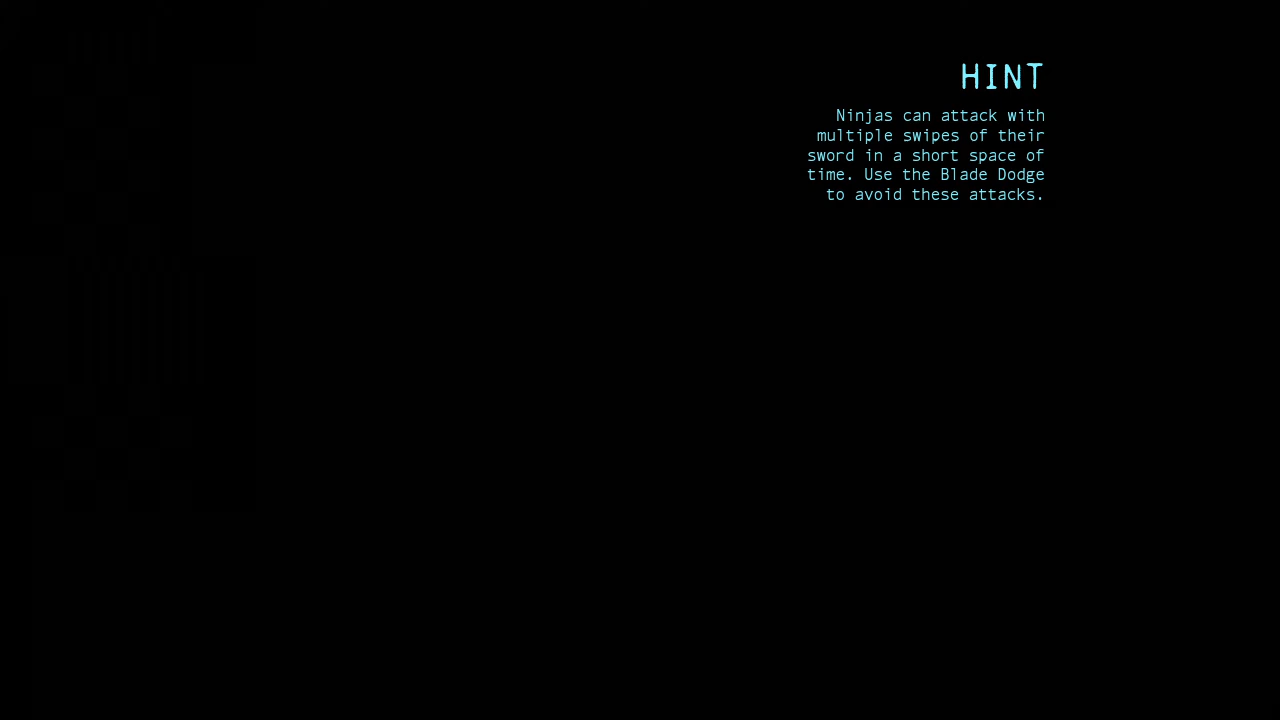 HINT
Ninjas can attack with
multiple swipes of their
sword in a short space of
time. Use the Blade Dodge
to avoid these attacks.